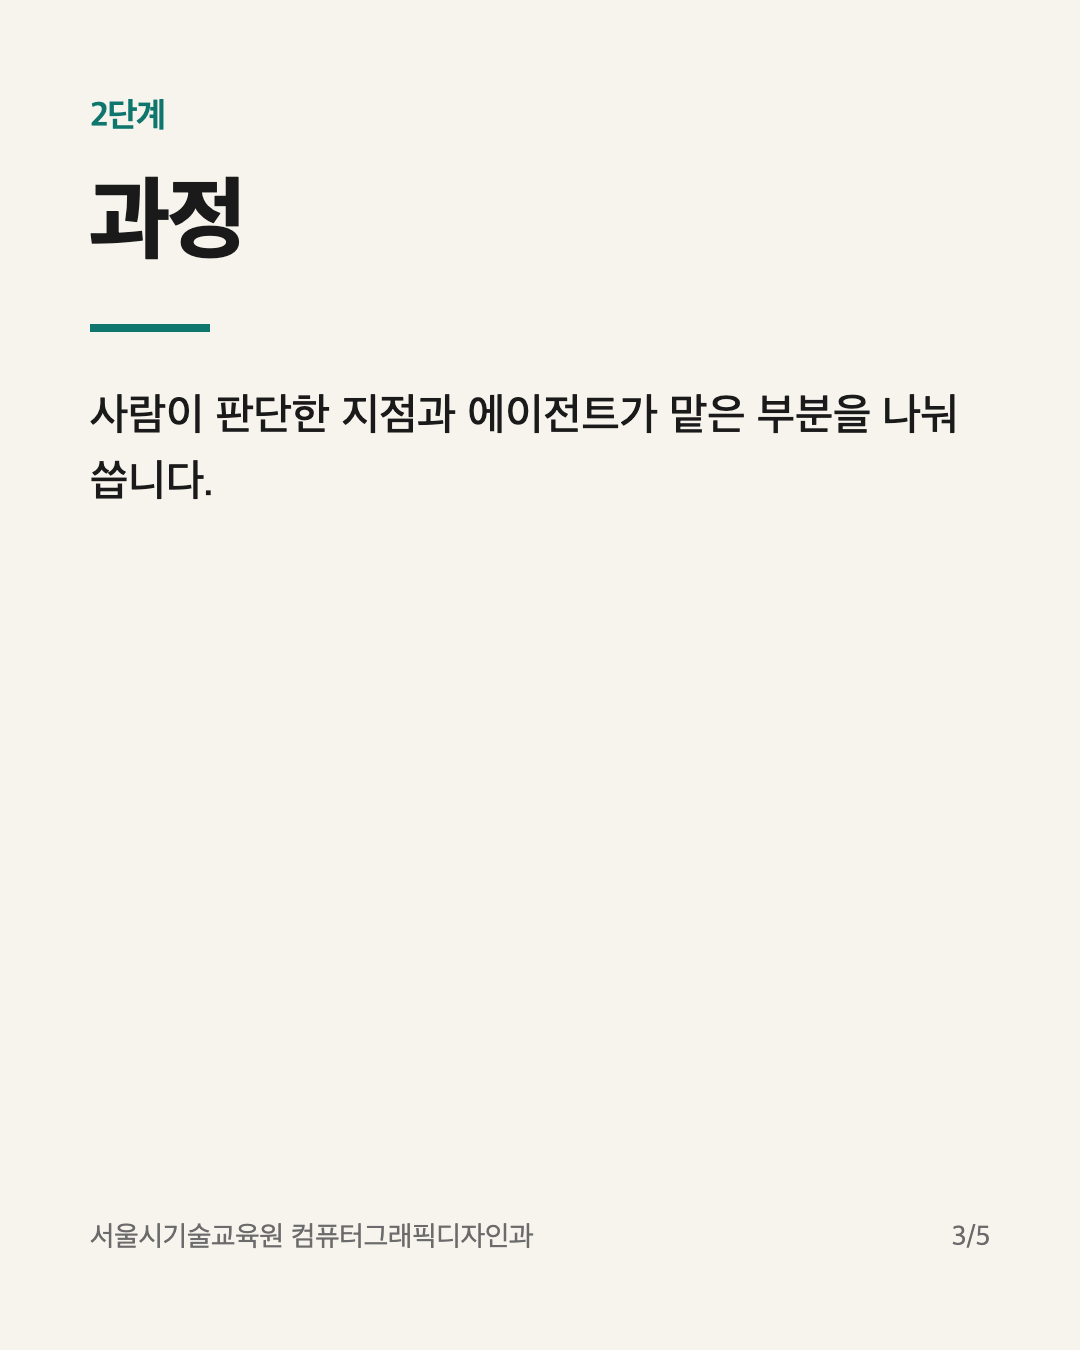 2단계
과정
사람이 판단한 지점과 에이전트가 맡은 부분을 나눠
씁니다.
서울시기술교육원 컴퓨터그래픽디자인과
3/5